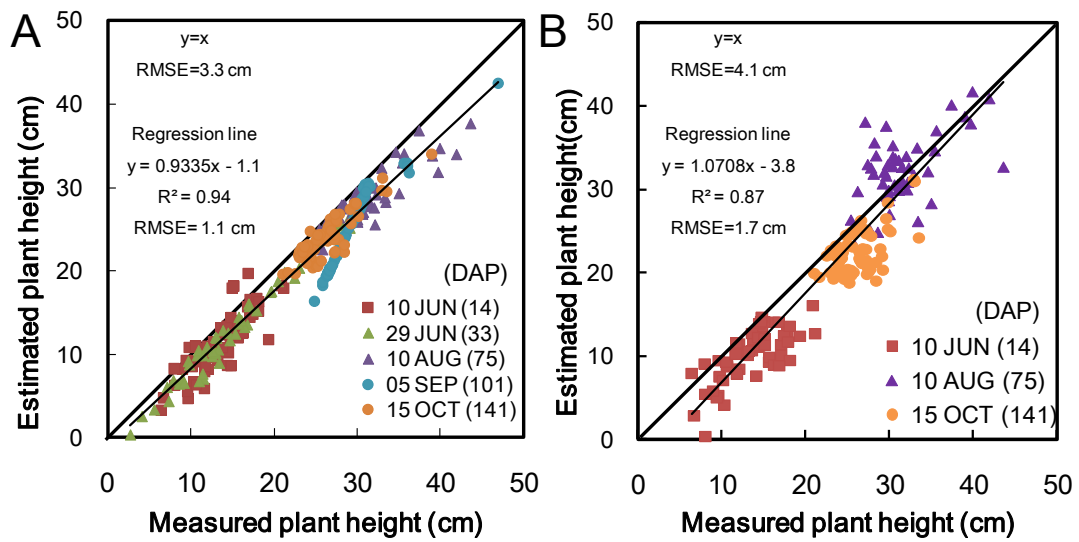 A
y=x
RMSE=3.3 cm
Regression line
y = 0.9335x - 1.1
R² = 0.94
RMSE= 1.1 cm
(DAP)
10 JUN (14)
29 JUN (33)
10 AUG (75)
05 SEP (101)
15 OCT (141)
50
40
30
20
10
0
0 10 20 30 40 50
Estimated plant height (cm)
Measured plant height (cm)
B
y=x
RMSE=4.1 cm
Regression line
y = 1.0708x - 3.8
R² = 0.87
RMSE=1.7 cm
(DAP)
10 JUN (14)
10 AUG (75)
15 OCT (141)
50
40
30
20
10
0
0 10 20 30 40 50
Estimated plant height(cm)
Measured plant height (cm)